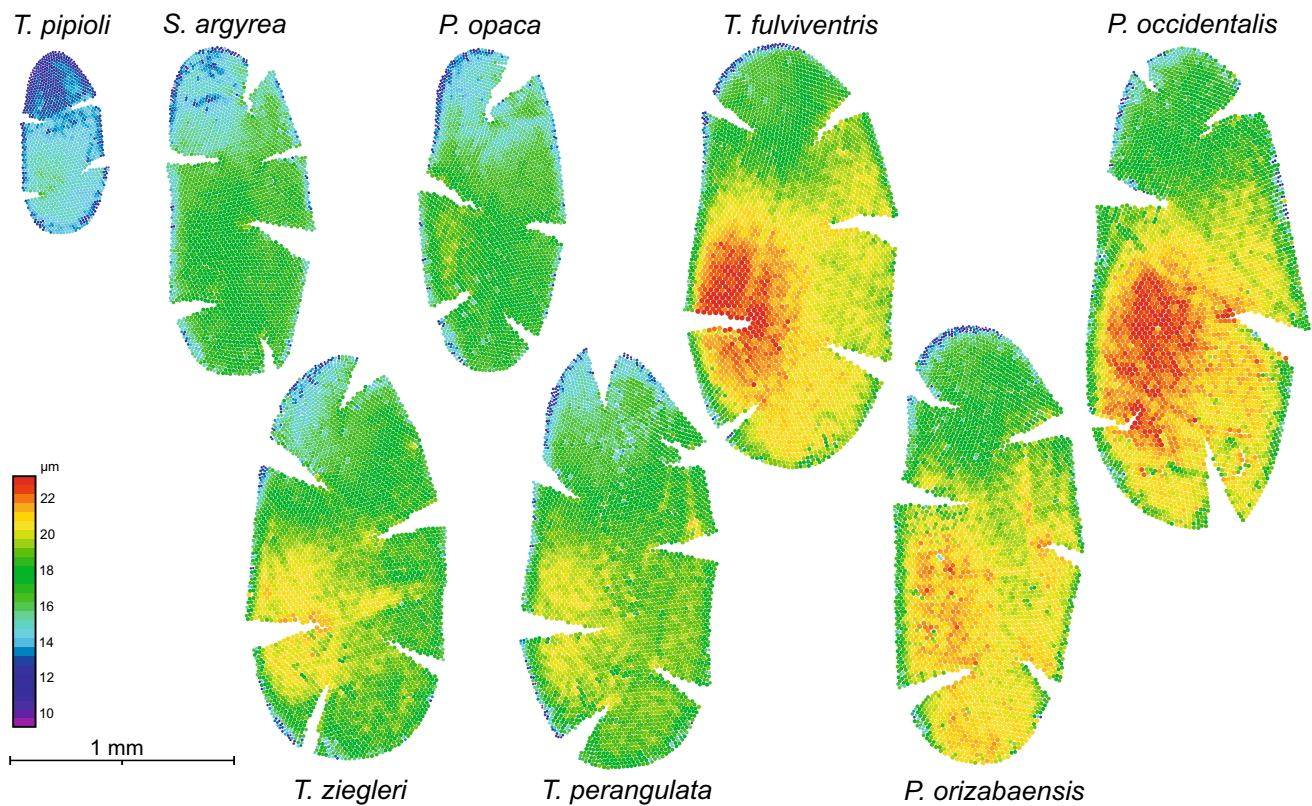 T. pipioli
S. argyrea
P. opaca
T. fulviventris
P. occidentalis
µm
22
20
18
16
14
12
10
1 mm
T. ziegleri
T. perangulata
P. orizabaensis